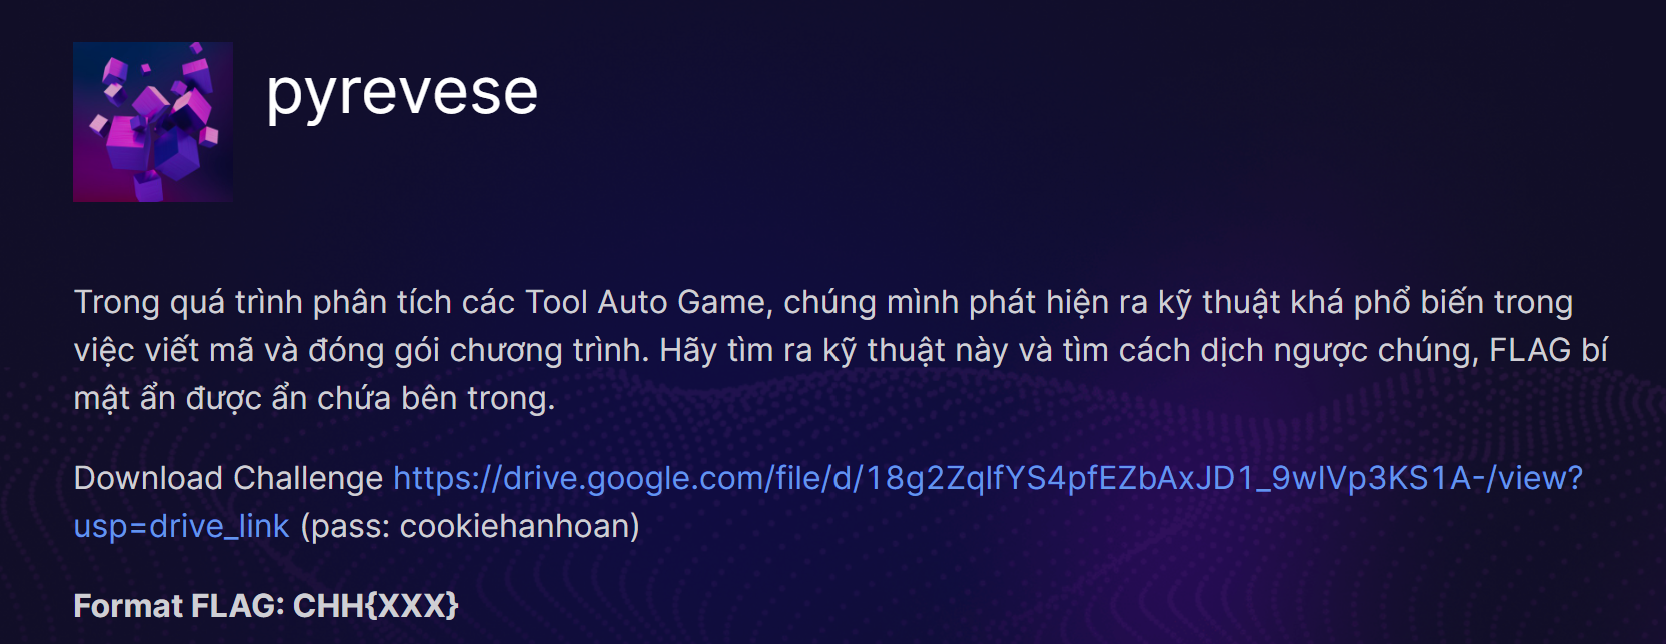 pyrevese
Trong quá trình phân tích các Tool Auto Game, chúng mình phát hiện ra kỹ thuật khá phổ biến trong
việc viết mã và đóng gói chương trình. Hãy tìm ra kỹ thuật này và tìm cách dịch ngược chúng, FLAG bí
mật ẩn được ẩn chứa bên trong.
Download Challenge https://drive.google.com/file/d/18g2ZqIfYS4pfEZbAxJD1_9wIVp3KS1A-/view?
usp=drive_link (pass: cookiehanhoan)
Format FLAG: CHH{XXX}